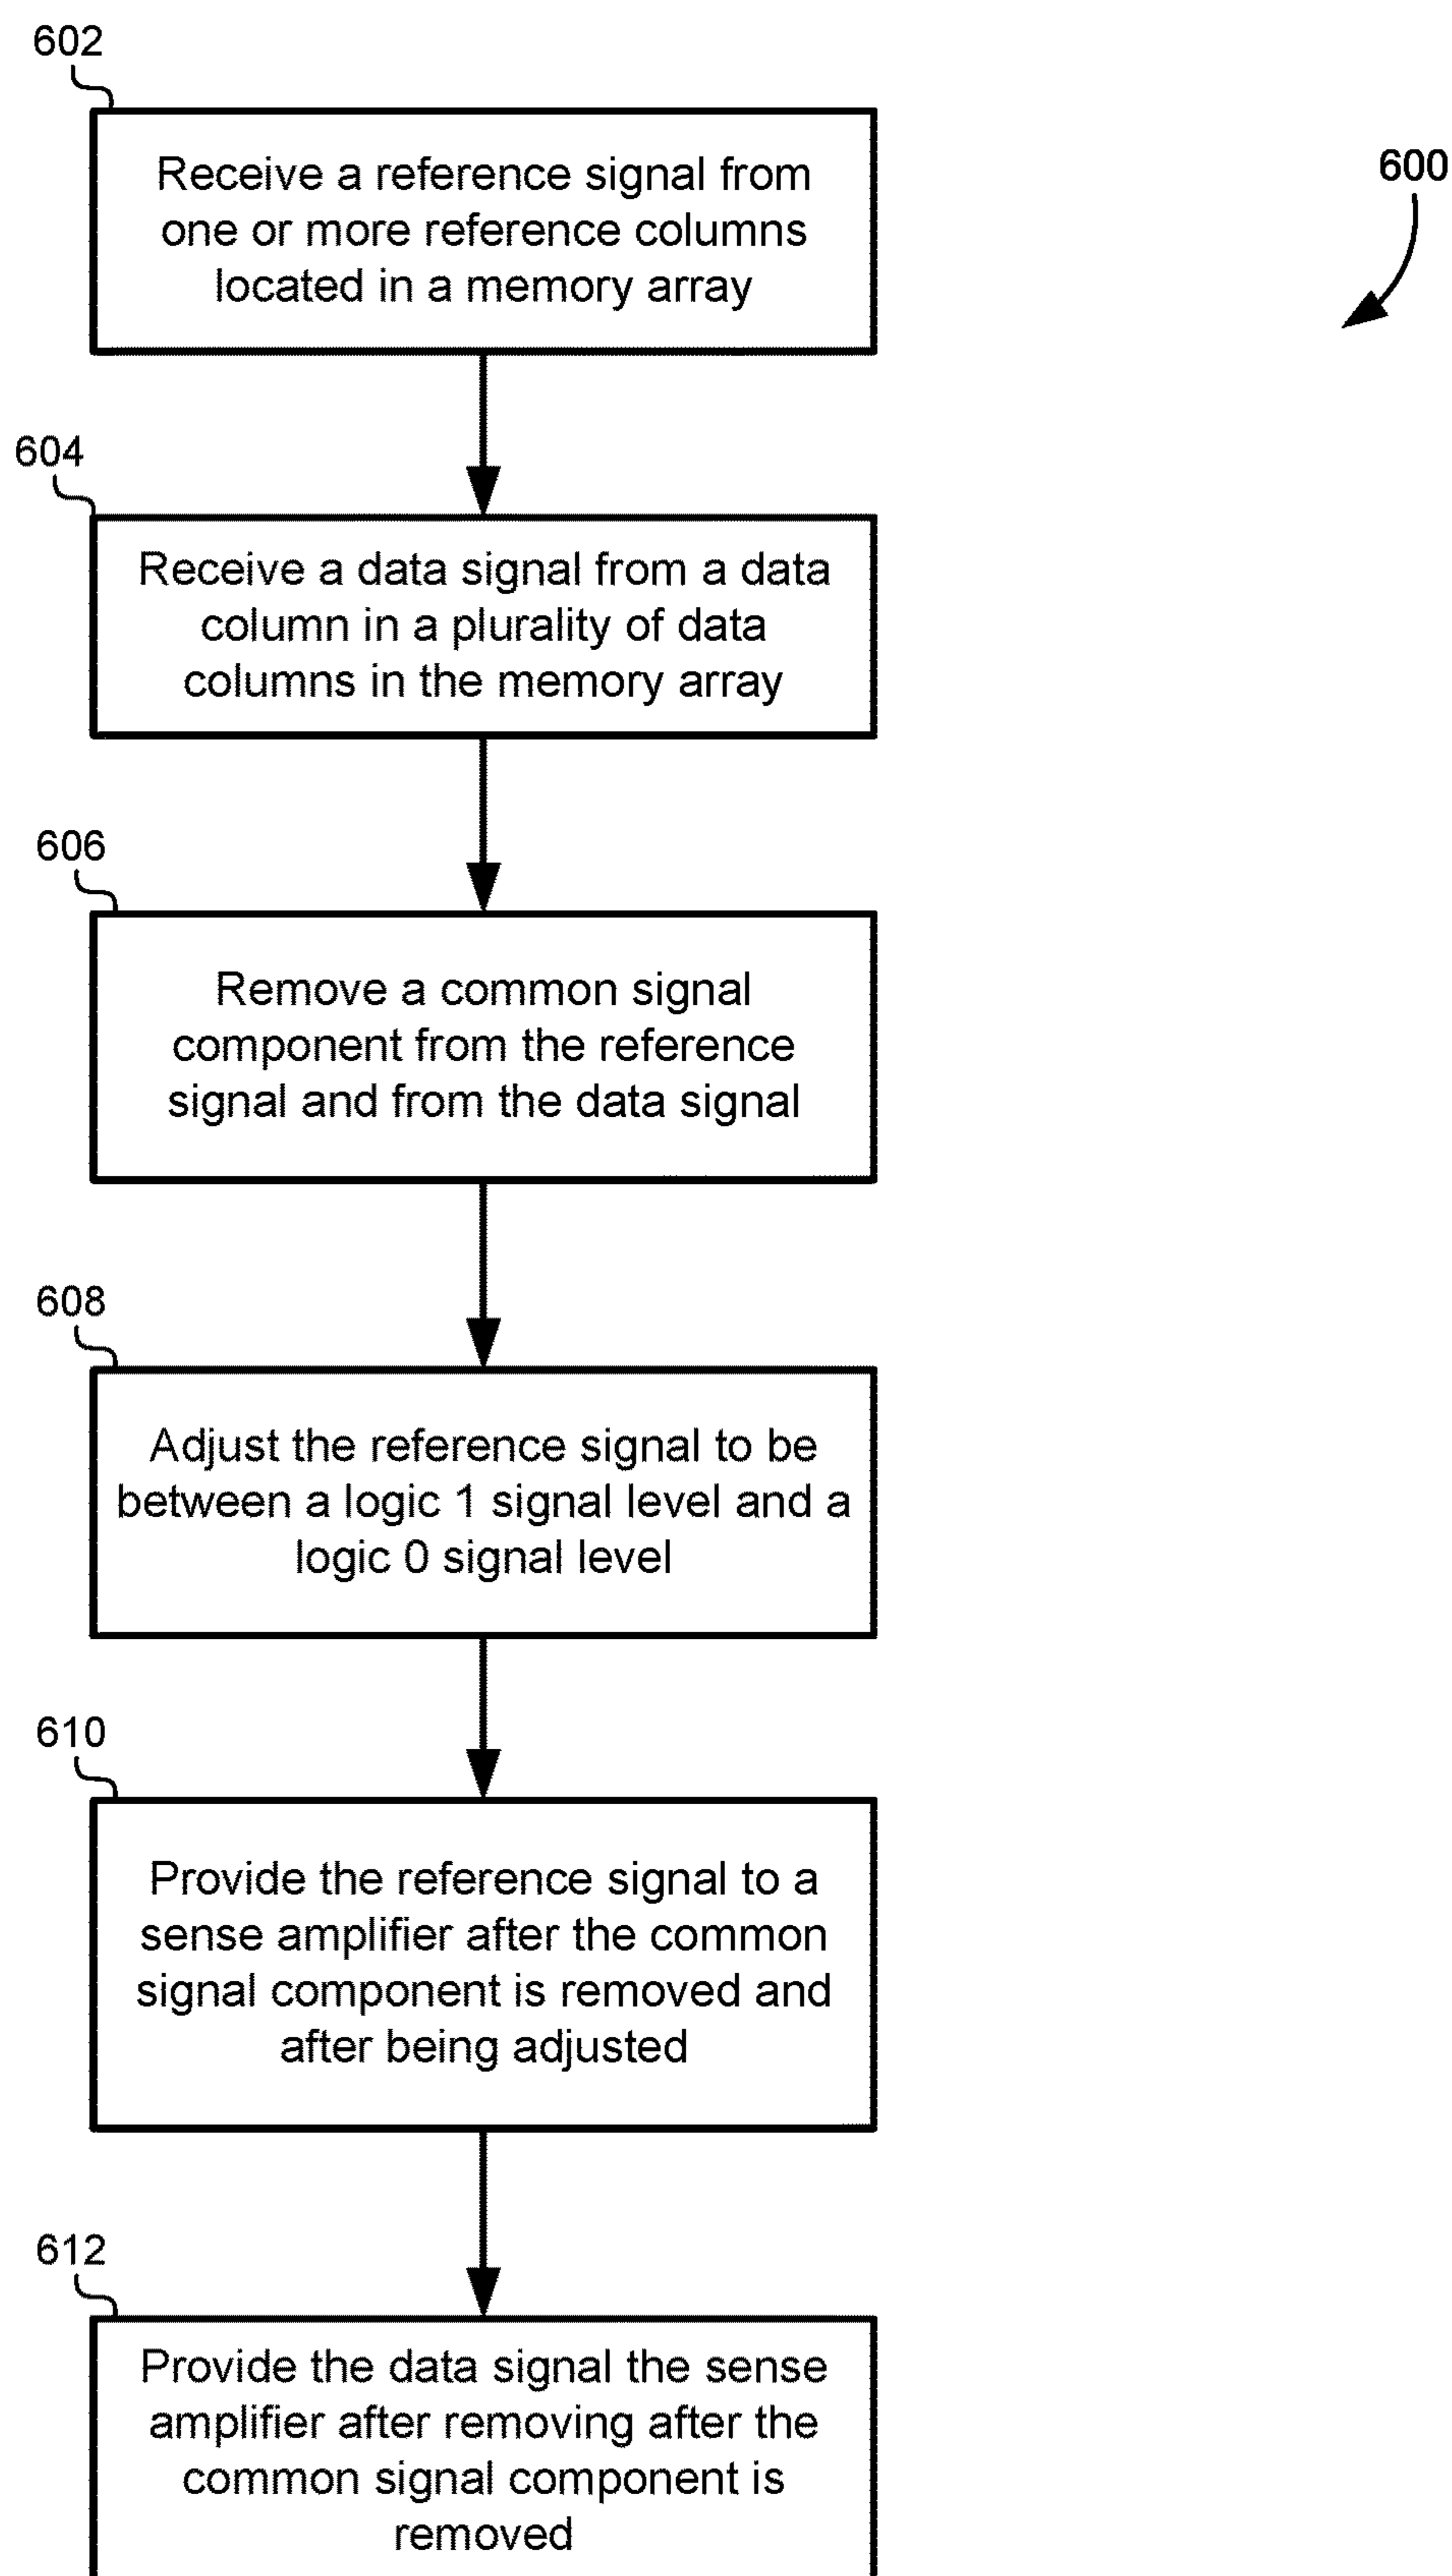 602
600
Receive a reference signal from
one or more reference columns
located in a memory array
604
Receive a data signal from a data
column in a plurality of data
columns in the memory array
606
Remove a common signal
component from the reference
signal and from the data signal
608
Adjust the reference signal to be
between a logic 1 signal level and a
logic 0 signal level
610
Provide the reference signal to a
sense amplifier after the common
signal component is removed and
after being adjusted
612
Provide the data signal the sense
amplifier after removing after the
common signal component is
removed